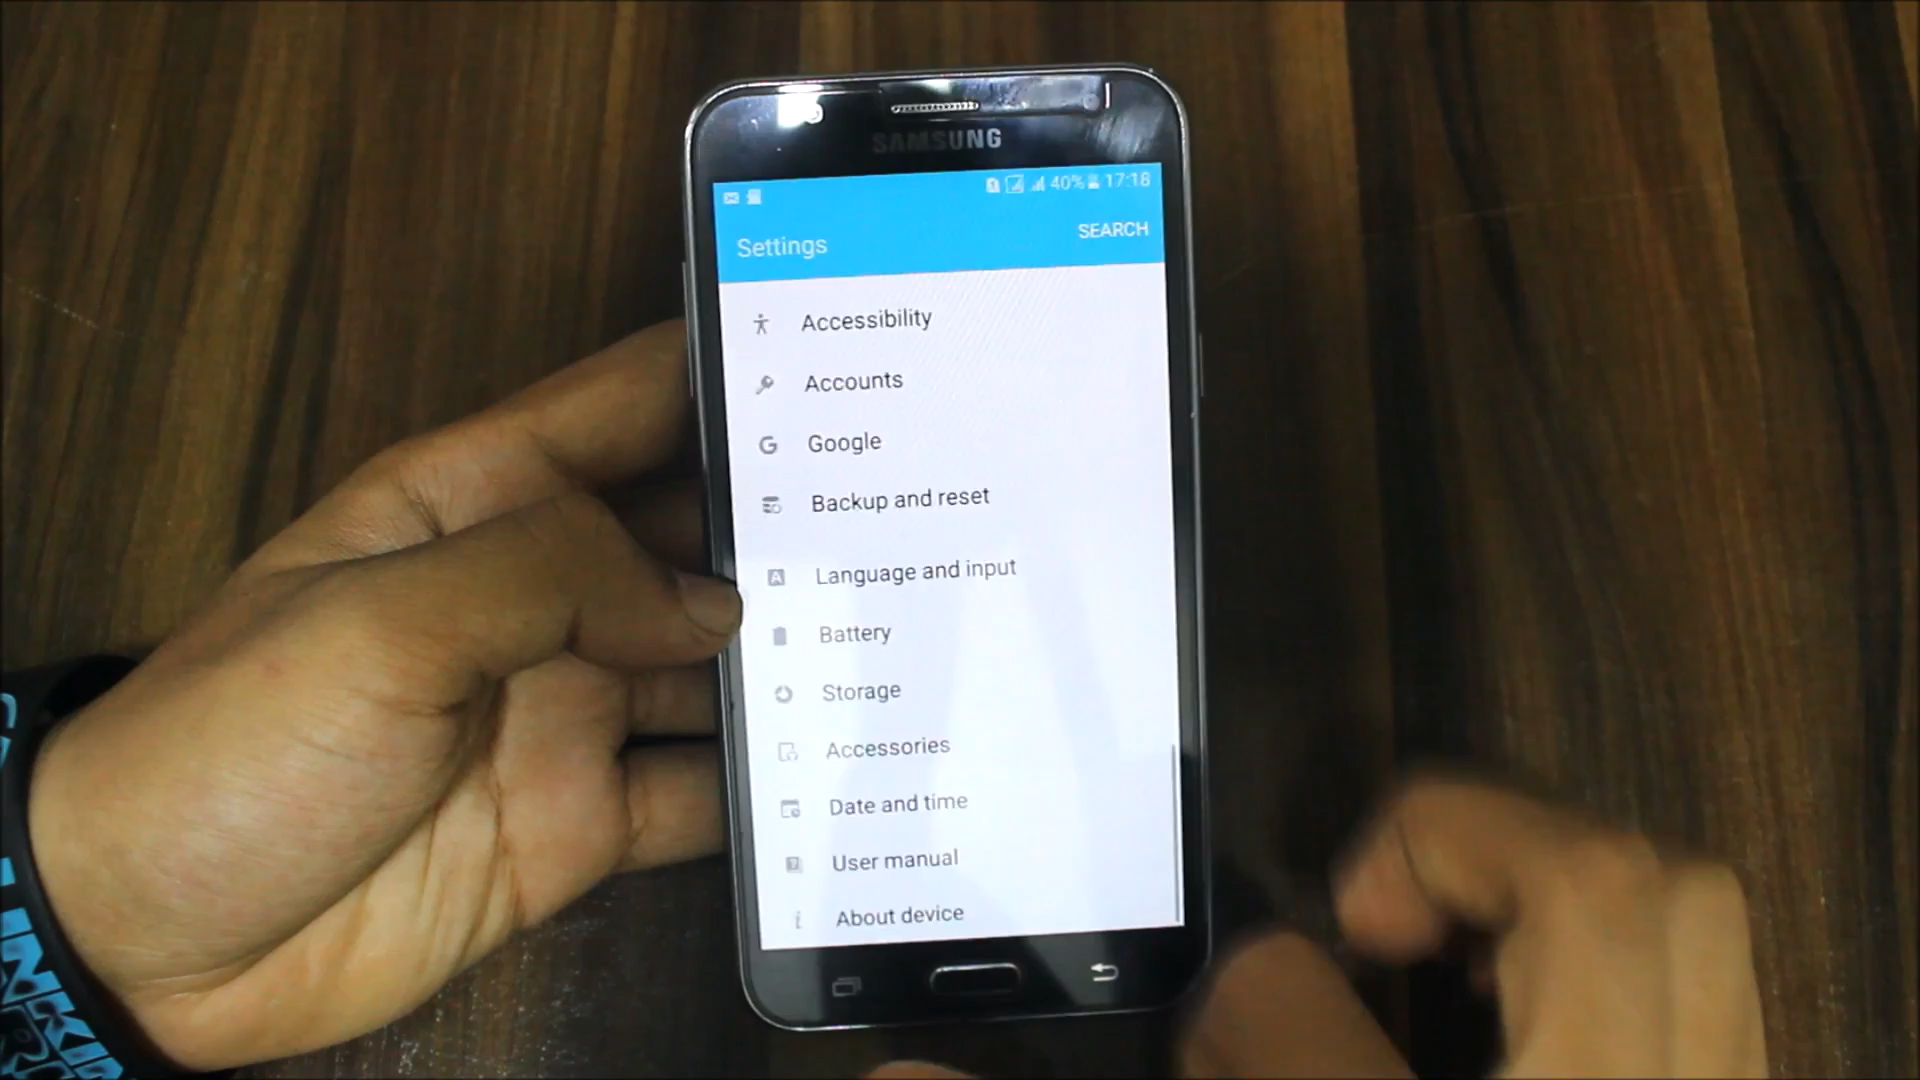 SAMSUNG
40% 17:18
Settings
SEARCH
Accessibility
Accounts
Google
Backup and reset
Language and input
Battery
Storage
Accessories
Date and time
User manual
About device